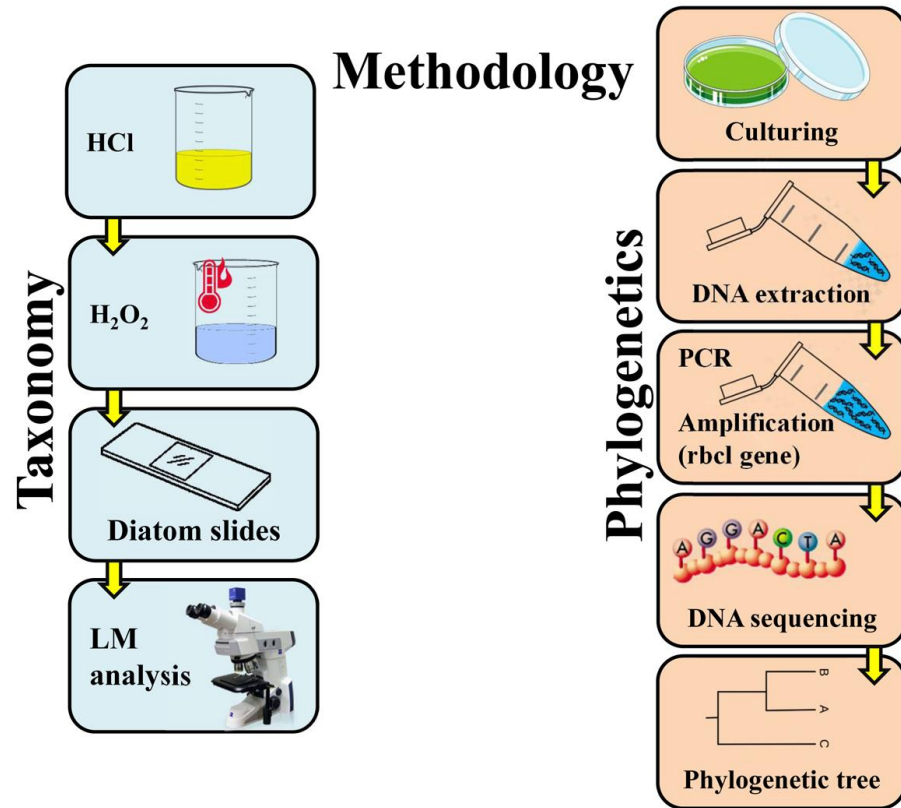 Methodology
Taxonomy
HCl
H₂O₂
Diatom slides
LM
analysis
Phylogenetics
Culturing
DNA extraction
PCR
Amplification
(rbcl gene)
A G G A C T A
DNA sequencing
B
A
C
Phylogenetic tree